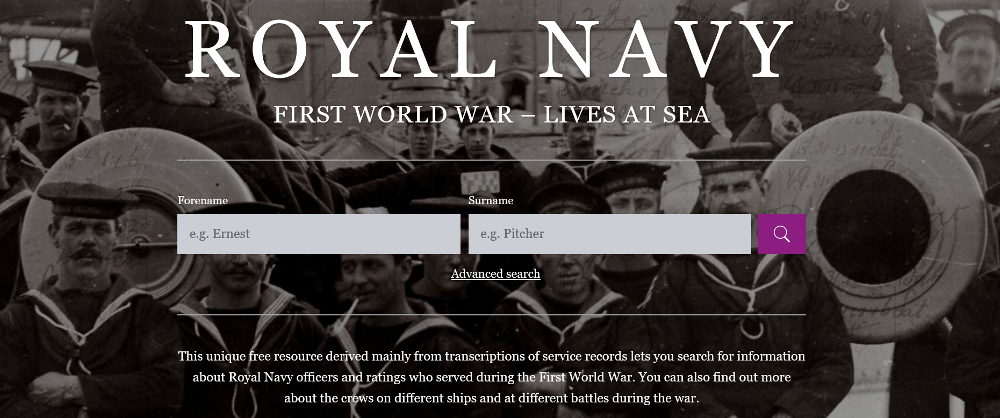 ROYAL NAVY
FIRST WORLD WAR – LIVES AT SEA
Forename
Surname
e.g. Ernest
e.g. Pitcher
Advanced search
This unique free resource derived mainly from transcriptions of service records lets you search for information
about Royal Navy officers and ratings who served during the First World War. You can also find out more
about the crews on different ships and at different battles during the war.